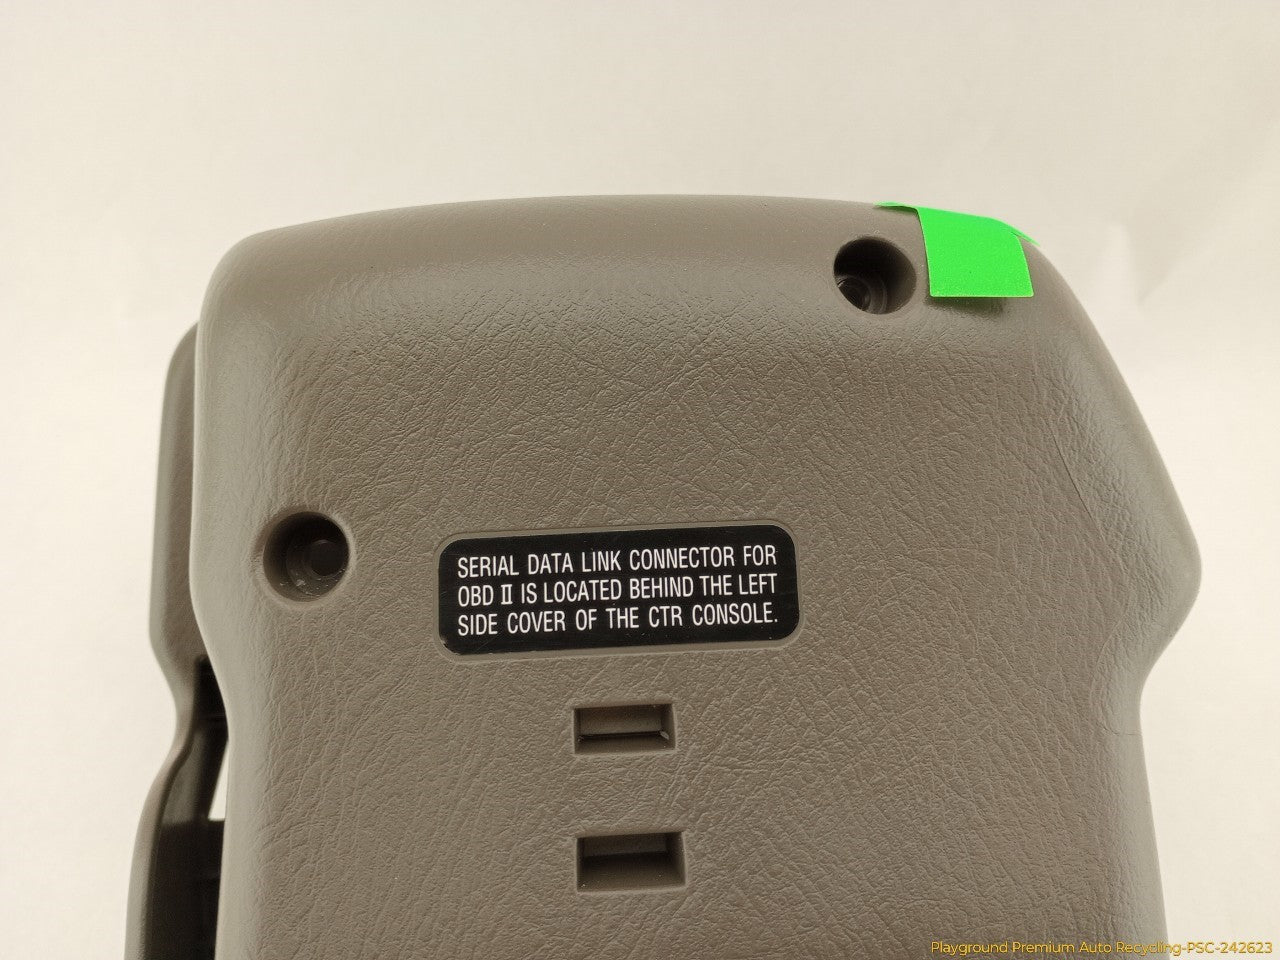 SERIAL DATA LINK CONNECTOR FOR
OBD II IS LOCATED BEHIND THE LEFT
SIDE COVER OF THE CTR CONSOLE.
Playground Premium Auto Recycling-PSC-242623